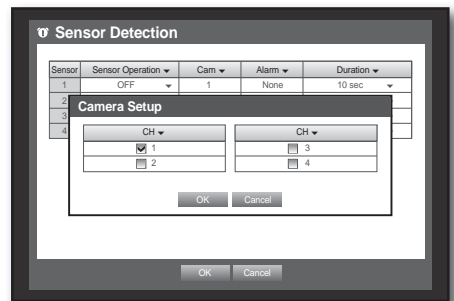 Sensor Detection
Sensor Sensor Operation Cam Alarm Duration
1 OFF 1 None 10 sec
2
3
4
Camera Setup
CH CH
1 3
2 4
OK Cancel
OK Cancel